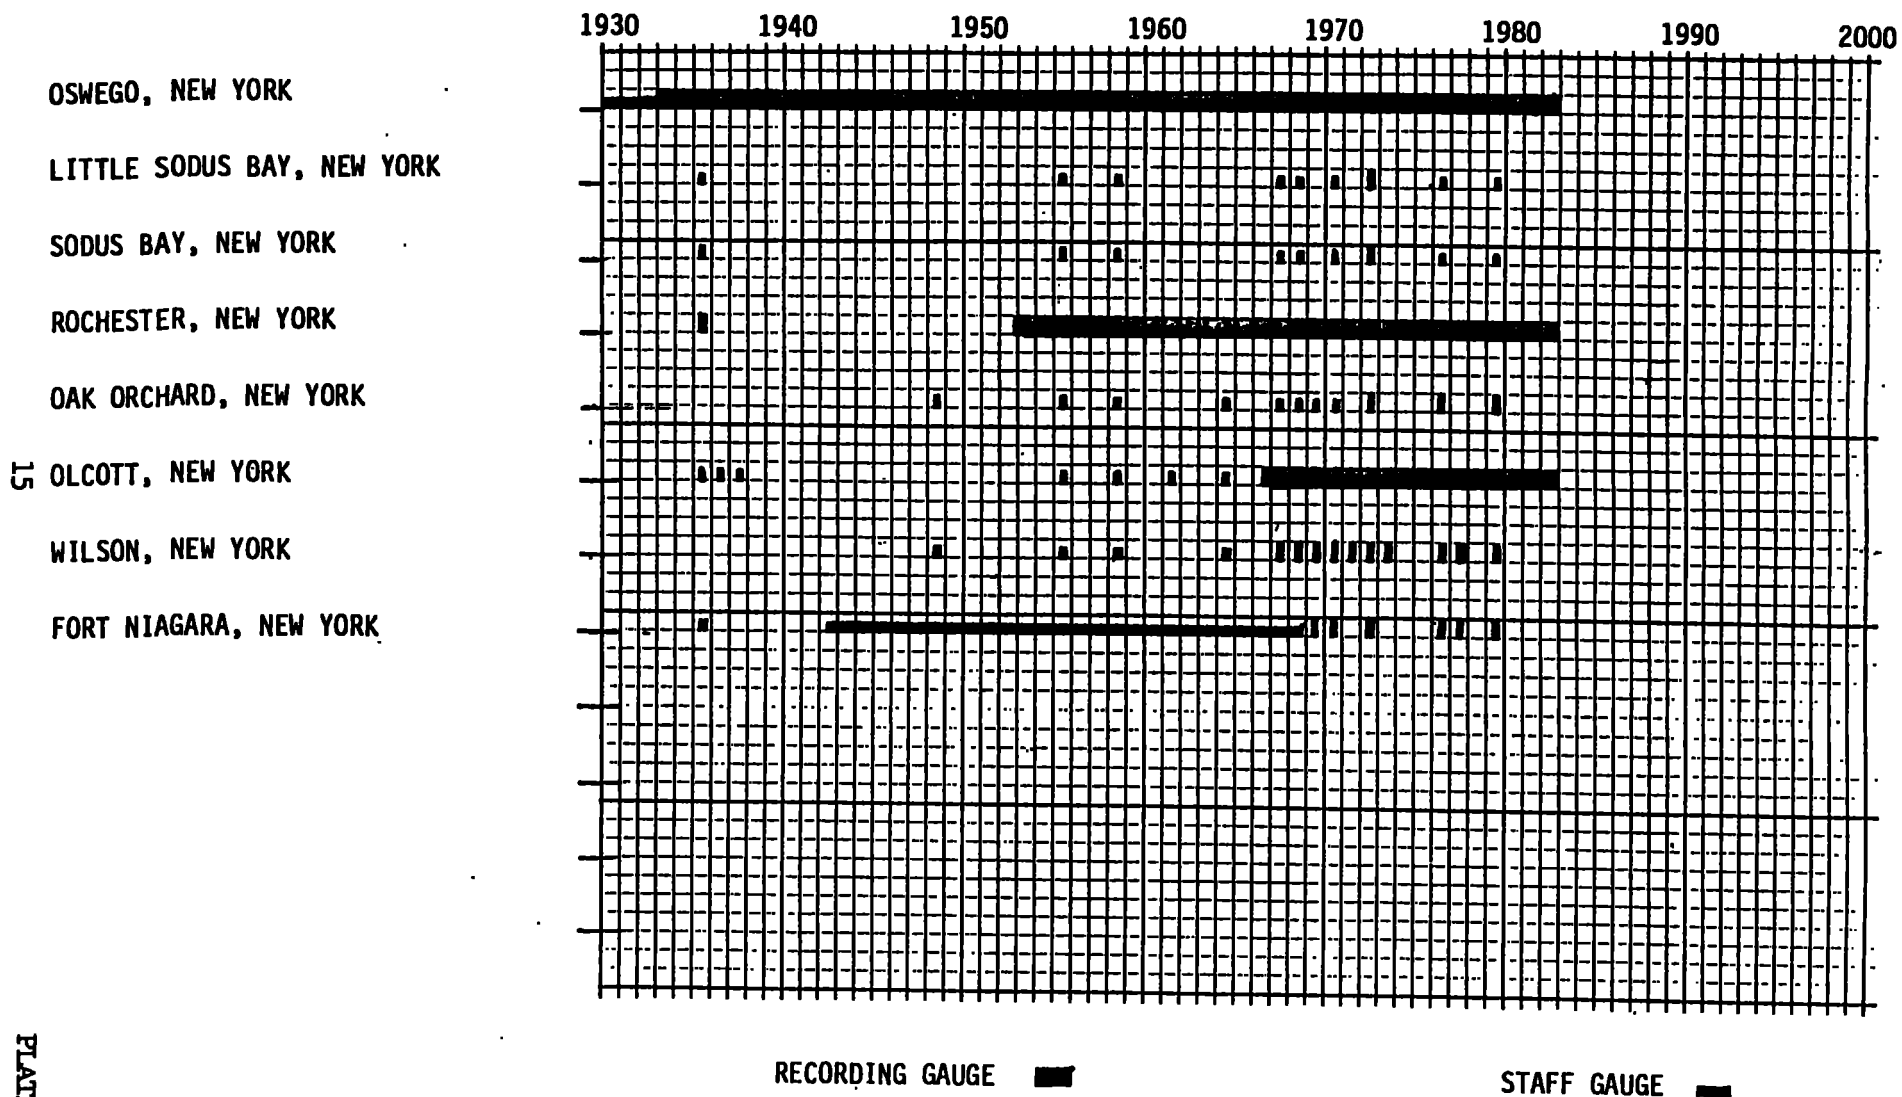 1930 1940 1950 1960 1970 1980 1990 2000
OSWEGO, NEW YORK
LITTLE SODUS BAY, NEW YORK
SODUS BAY, NEW YORK
ROCHESTER, NEW YORK
OAK ORCHARD, NEW YORK
OLCOTT, NEW YORK
WILSON, NEW YORK
FORT NIAGARA, NEW YORK
15
RECORDING GAUGE
STAFF GAUGE